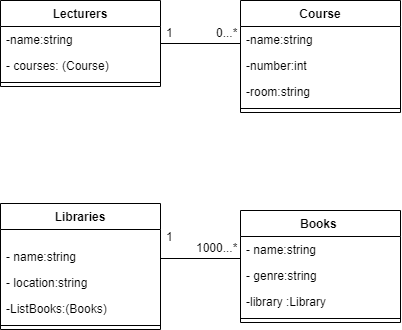 Lecturers
-name:string
- courses: (Course)
1
0...*
Course
-name:string
-number:int
-room:string
Libraries
- name:string
- location:string
-ListBooks:(Books)
1
1000...*
Books
- name:string
- genre:string
-library :Library